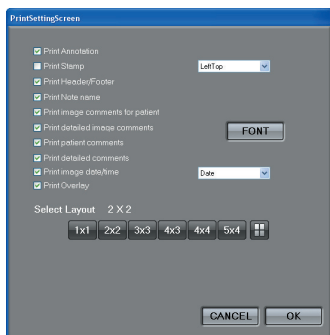 PrintSettingScreen
Print Annotation
Print Stamp LeftTop
Print Header/Footer
Print Note name
Print image comments for patient
Print detailed image comments
FONT
Print patient comments
Print detailed comments
Print image date/time Date
Print Overlay
Select Layout 2 X 2
1x1 2x2 3x3 4x3 4x4 5x4
CANCEL OK